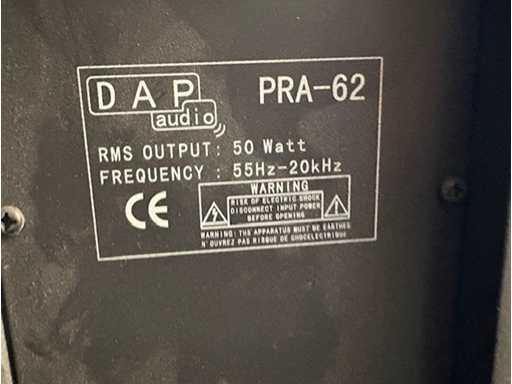 DAP audio
PRA-62
RMS OUTPUT: 50 Watt
FREQUENCY : 55Hz-20kHz
CE
WARNING
RISK OF ELECTRIC SHOCK
DISCONNECT INPUT POWER
BEFORE OPENING
WARNING: THE APPARATUS MUST BE EARTHED
N'OUVREZ PAS RISQUE DE CHOCELECTRIQUE